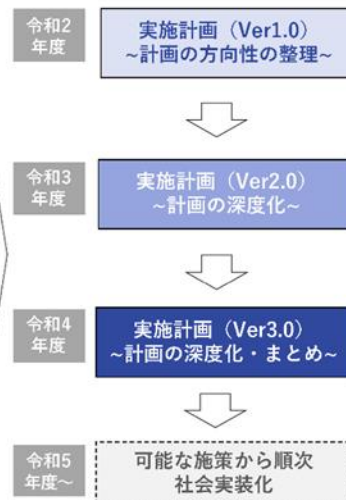 令和2
年度
実施計画（Ver1.0）
~計画の方向性の整理~
令和3
年度
実施計画（Ver2.0）
~計画の深度化~
令和4
年度
実施計画（Ver3.0）
~計画の深度化・まとめ~
令和5
年度~
可能な施策から順次
社会実装化